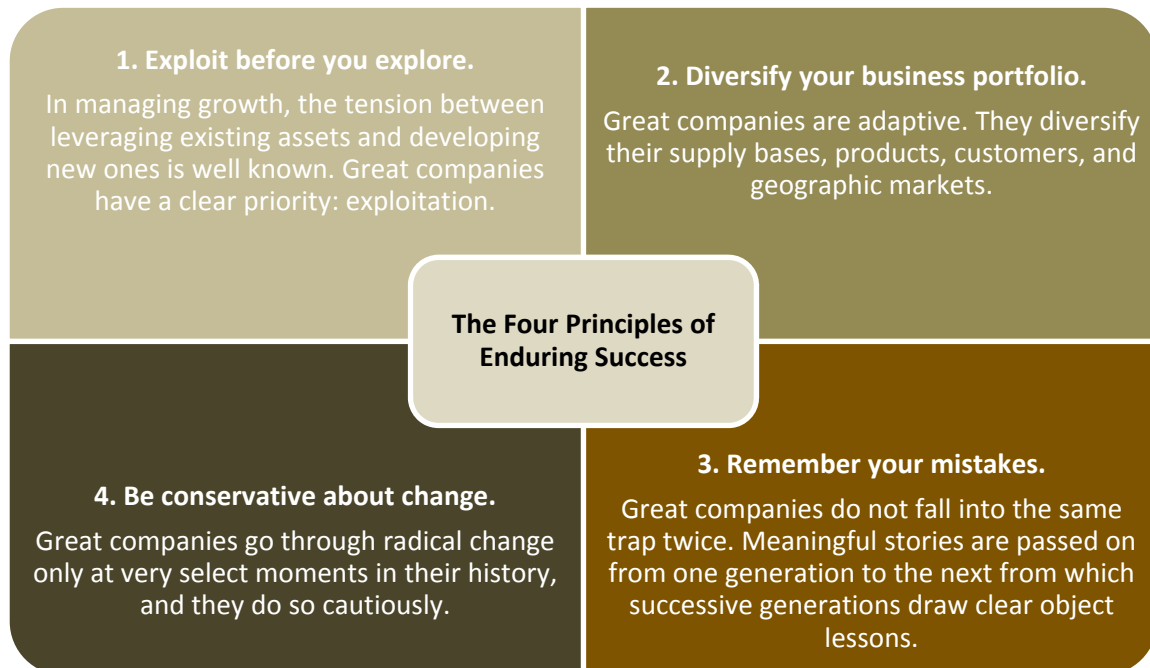 1. Exploit before you explore.
In managing growth, the tension between
leveraging existing assets and developing
new ones is well known. Great companies
have a clear priority: exploitation.
2. Diversify your business portfolio.
Great companies are adaptive. They diversify
their supply bases, products, customers, and
geographic markets.
The Four Principles of
Enduring Success
4. Be conservative about change.
Great companies go through radical change
only at very select moments in their history,
and they do so cautiously.
3. Remember your mistakes.
Great companies do not fall into the same
trap twice. Meaningful stories are passed on
from one generation to the next from which
successive generations draw clear object
lessons.